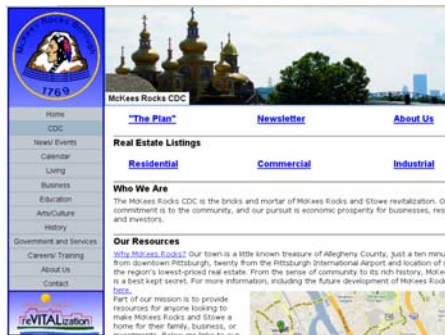 McKees Rocks Borough
1769
McKees Rocks CDC
Home
CDC
News/ Events
Calendar
Living
Business
Education
Arts/Culture
History
Government and Services
Careers/ Training
About Us
Contact
reVITALization
"The Plan" Newsletter About Us
Real Estate Listings
Residential Commercial Industrial
Who We Are
The McKees Rocks CDC is the bricks and mortar of McKees Rocks and Stowe revitalization.
commitment is to the community, and our pursuit is economic prosperity for businesses,
and investors.
Our Resources
Why McKees Rocks? Our town is a little known treasure of Allegheny County, just a ten
from downtown Pittsburgh, twenty from the Pittsburgh International Airport and location of
the region's lowest-priced real estate. From the sense of community to its rich history,
is a best kept secret. For more information, including the future development of McKees
here.
Part of our mission is to provide
resources for anyone looking to
make McKees Rocks and Stowe a
home for their family, business, or